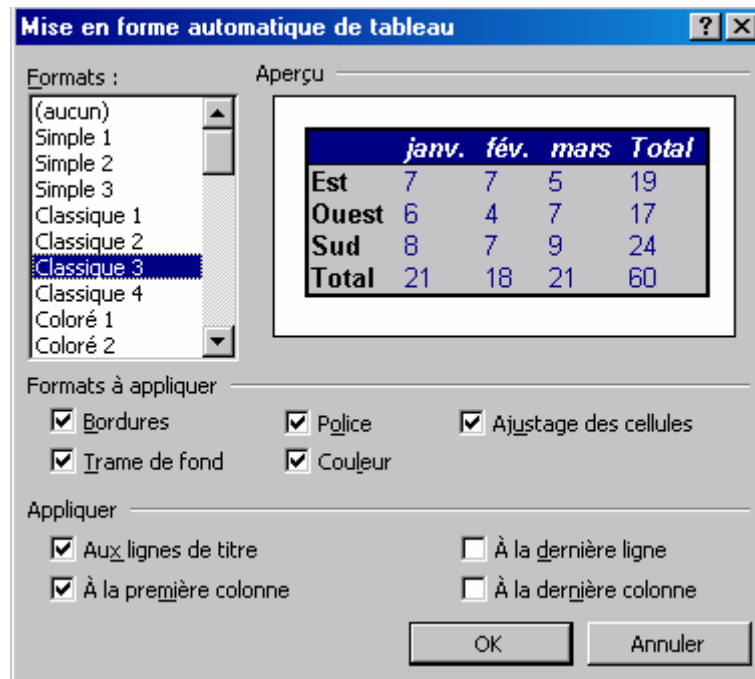 Mise en forme automatique de tableau
Formats :
(aucun)
Simple 1
Simple 2
Simple 3
Classique 1
Classique 2
Classique 3
Classique 4
Coloré 1
Coloré 2
Aperçu
janv. fév. mars Total
Est 7 7 5 19
Ouest 6 4 7 17
Sud 8 7 9 24
Total 21 18 21 60
Formats à appliquer
Bordures Police Ajustage des cellules
Trame de fond Couleur
Appliquer
Aux lignes de titre À la dernière ligne
À la première colonne À la dernière colonne
OK Annuler